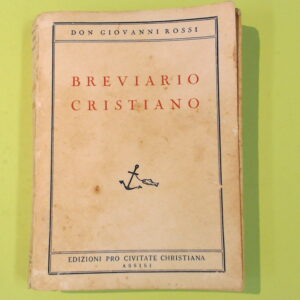 DON GIOVANNI ROSSI
BREVIARIO
CRISTIANO
EDIZIONI PRO CIVITATE CHRISTIANA
ASSISI